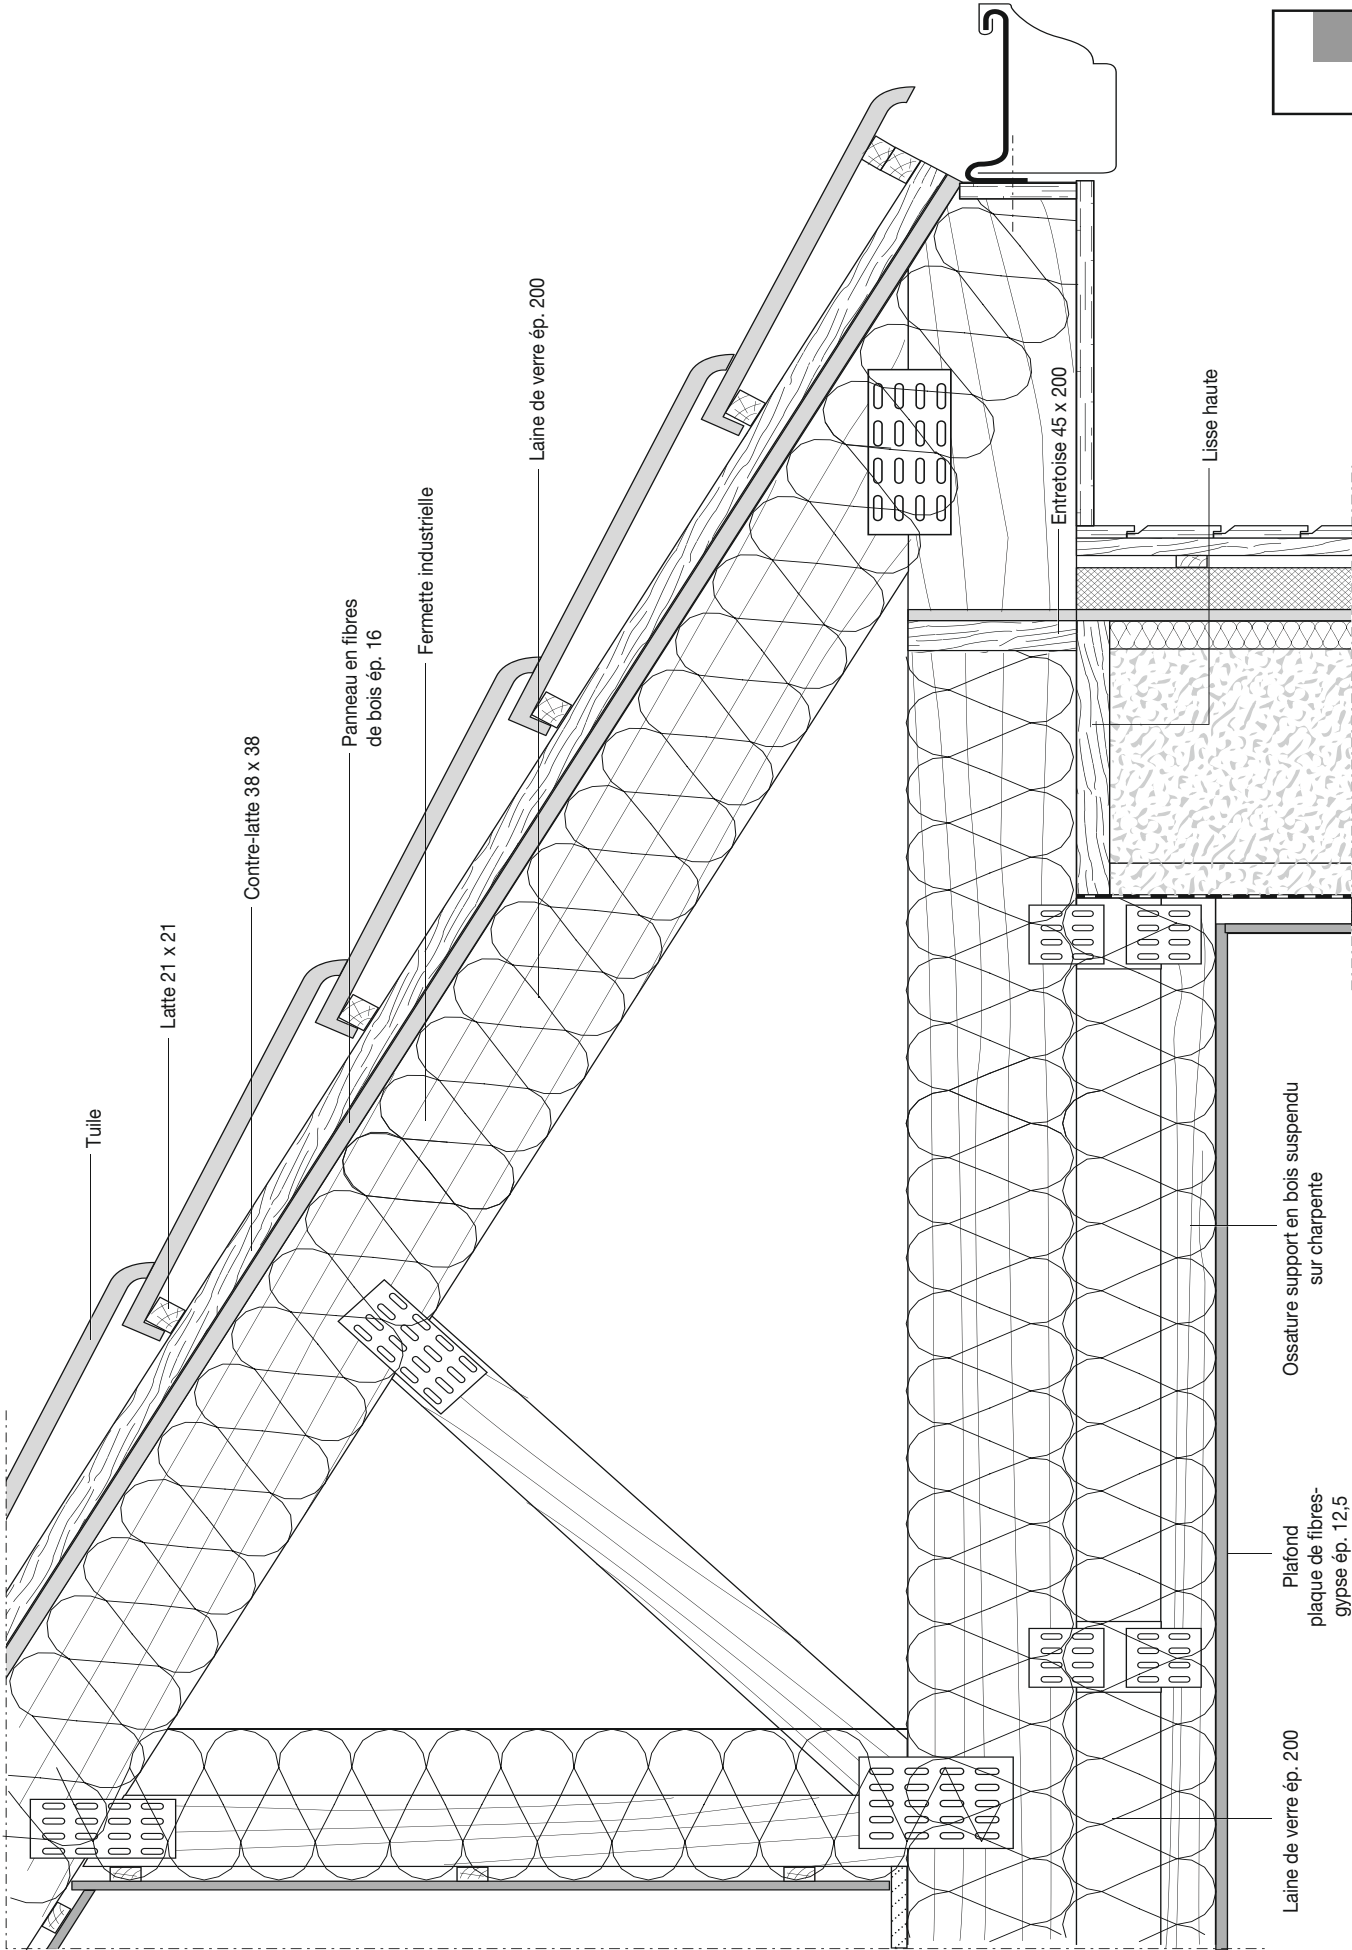 Tuile
Latte 21 x 21
Contre-latte 38 x 38
Panneau en fibres
de bois ép. 16
Fermette industrielle
Laine de verre ép. 200
Entretoise 45 x 200
Lisse haute
Ossature support en bois suspendu
sur charpente
Plafond
plaque de fibres-
gypse ép. 12,5
Laine de verre ép. 200